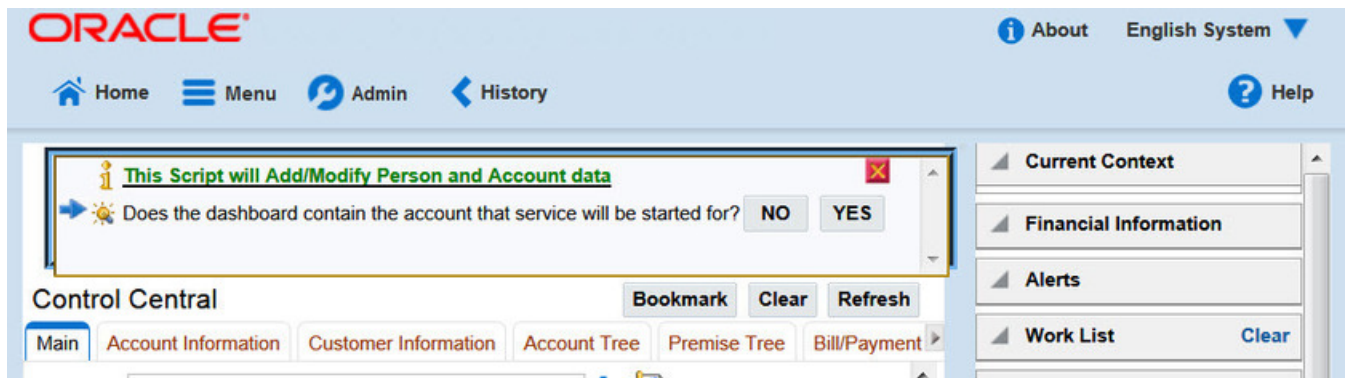 ORACLE
About English System
Home Menu Admin History Help
This Script will Add/Modify Person and Account data
Does the dashboard contain the account that service will be started for? NO YES
Control Central Bookmark Clear Refresh
Main Account Information Customer Information Account Tree Premise Tree Bill/Payment
Current Context
Financial Information
Alerts
Work List Clear